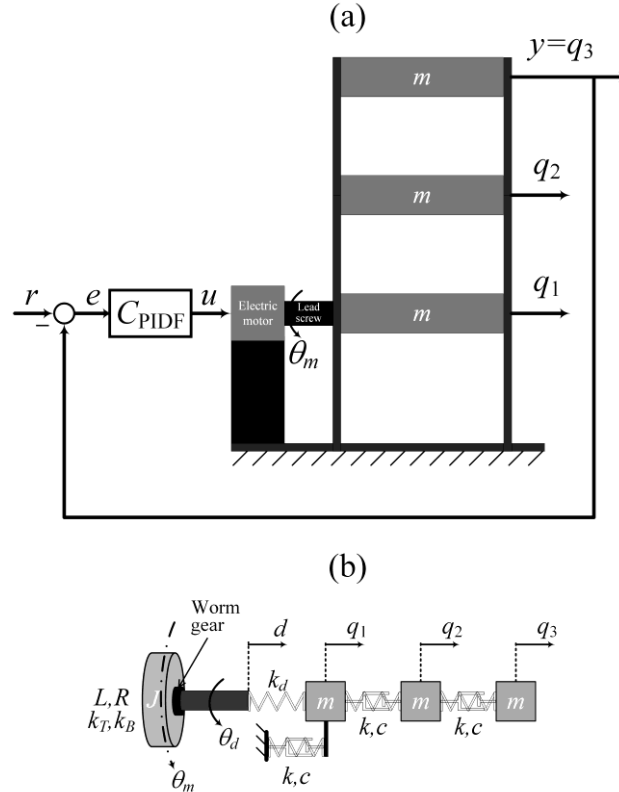 (a)
y=q3
m
q2
m
r
e
CPIDF
u
Electric
motor
Lead
screw
m
q1
−
θm
(b)
Worm
gear
d
q1
q2
q3
L,R
kT,kB
J
kd
m
m
m
θd
k,c
k,c
θm
k,c